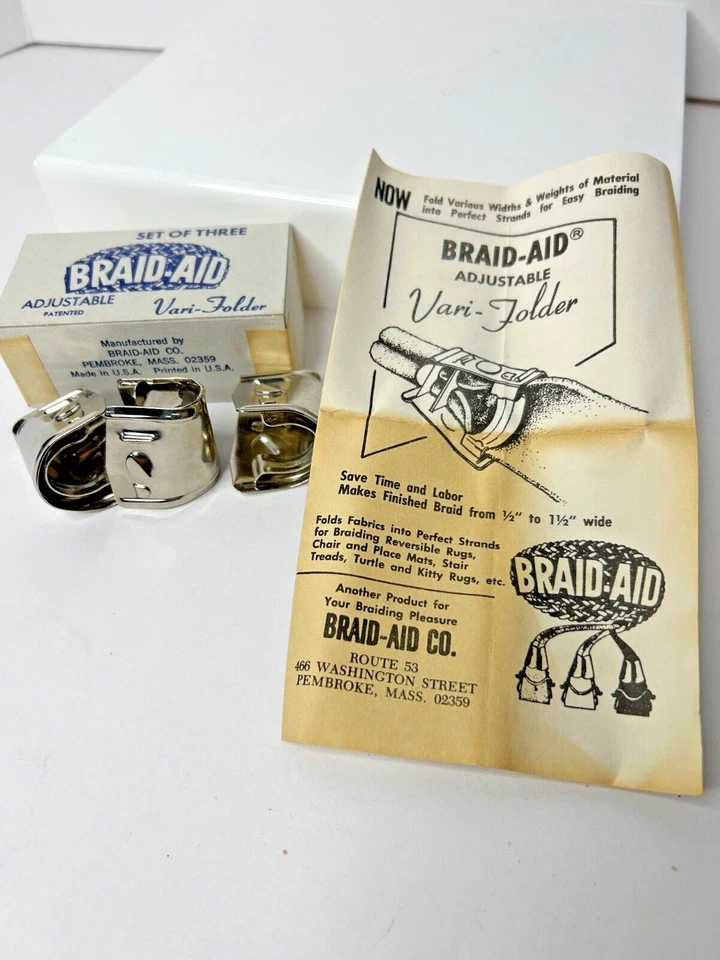 SET OF THREE
BRAID-AID
ADJUSTABLE
PATENTED
Vari-Folder
Manufactured by
BRAID-AID CO.
PEMBROKE, MASS. 02359
Made in U.S.A. Printed in U.S.A.
NOW
Fold Various Widths & Weights of Material
into Perfect Strands for Easy Braiding
BRAID-AID®
ADJUSTABLE
Vari-Folder
Save Time and Labor
Makes Finished Braid from ½" to 1½" wide
Folds Fabrics into Perfect Strands
for Braiding Reversible Rugs,
Chair and Place Mats, Stair
Treads, Turtle and Kitty Rugs, etc.
BRAID-AID
Another Product for
Your Braiding Pleasure
BRAID-AID CO.
ROUTE 53
466 WASHINGTON STREET
PEMBROKE, MASS. 02359